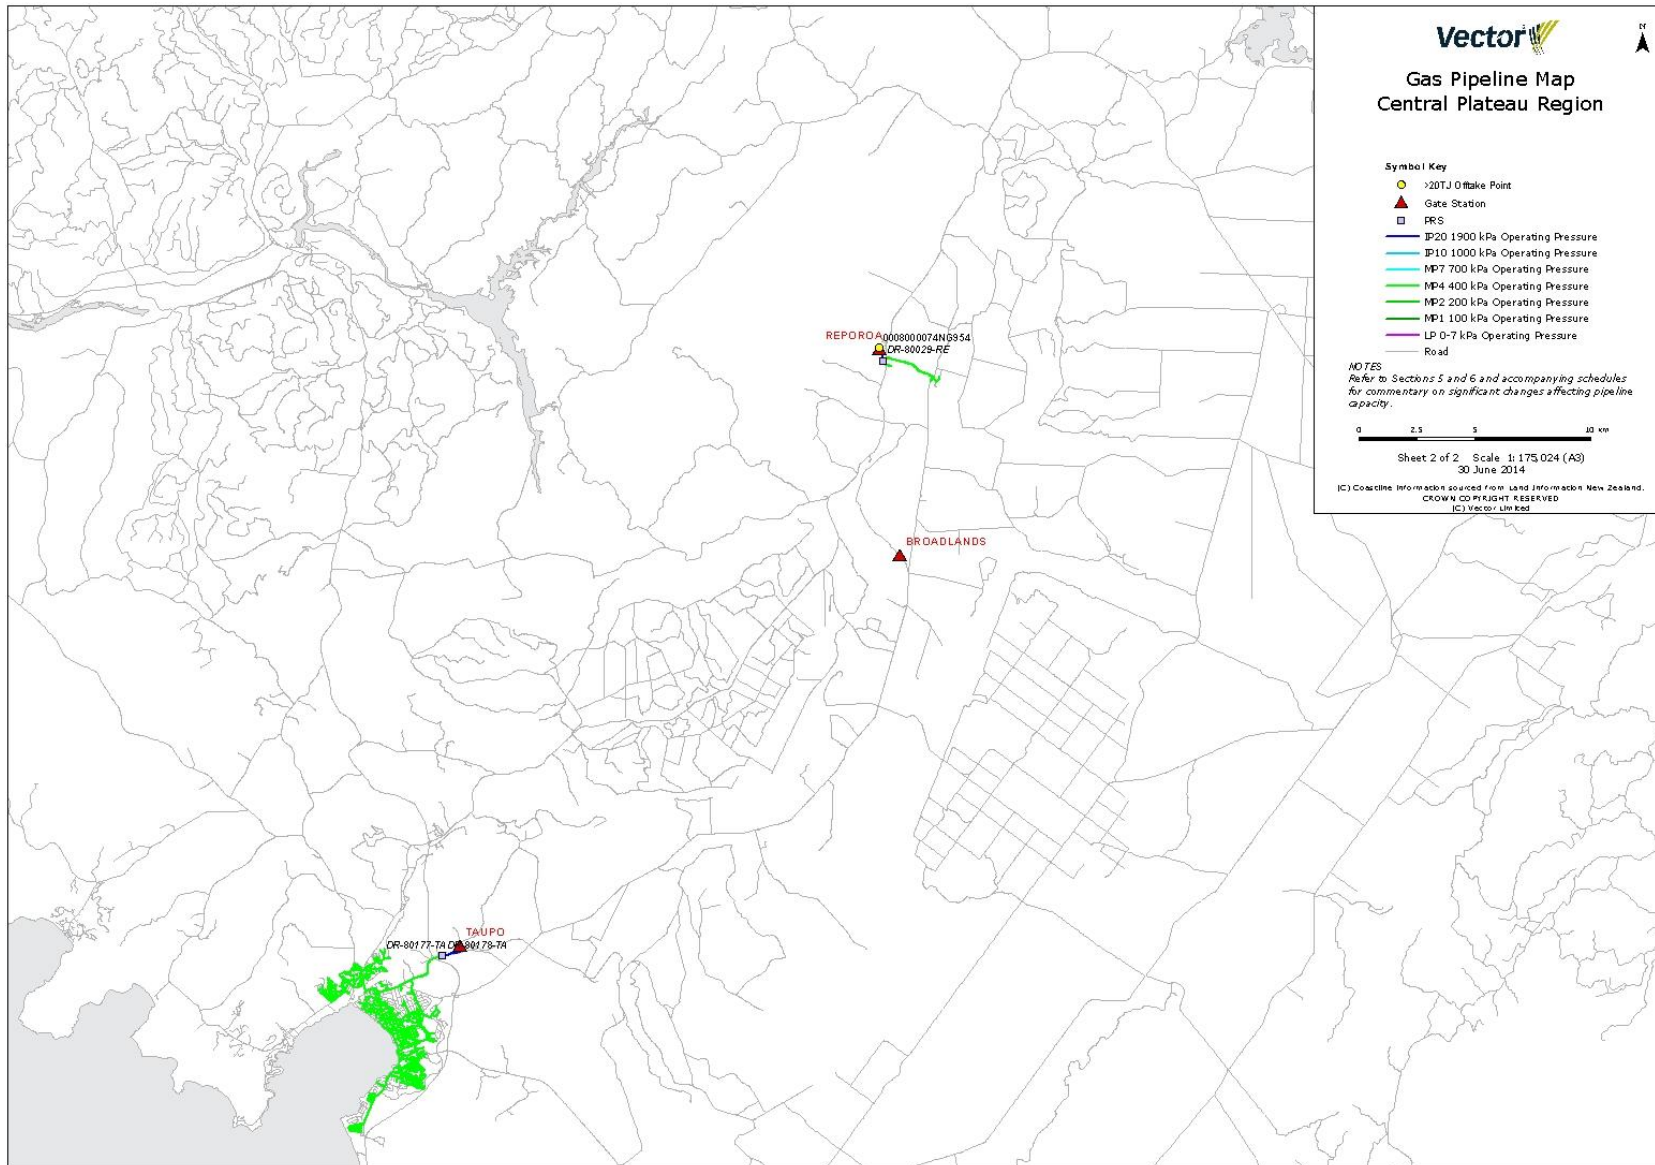 Vector
N
Gas Pipeline Map
Central Plateau Region
Symbol Key
>20TJ Offtake Point
Gate Station
PRS
IP20 1900 kPa Operating Pressure
IP10 1000 kPa Operating Pressure
MP7 700 kPa Operating Pressure
MP4 400 kPa Operating Pressure
MP2 200 kPa Operating Pressure
MP1 100 kPa Operating Pressure
LP 0-7 kPa Operating Pressure
Road
NOTES
Refer to Sections 5 and 6 and accompanying schedules
for commentary on significant changes affecting pipeline
capacity.
0 2.5 5 10 km
Sheet 2 of 2 Scale 1:175,024 (A3)
30 June 2014
(C) Coastline information sourced from Land Information New Zealand.
CROWN COPYRIGHT RESERVED
(C) Vector Limited
REPOROA 0008000074NG954
DR-80029-RE
BROADLANDS
TAUPO
DR-80177-TA DR-80178-TA